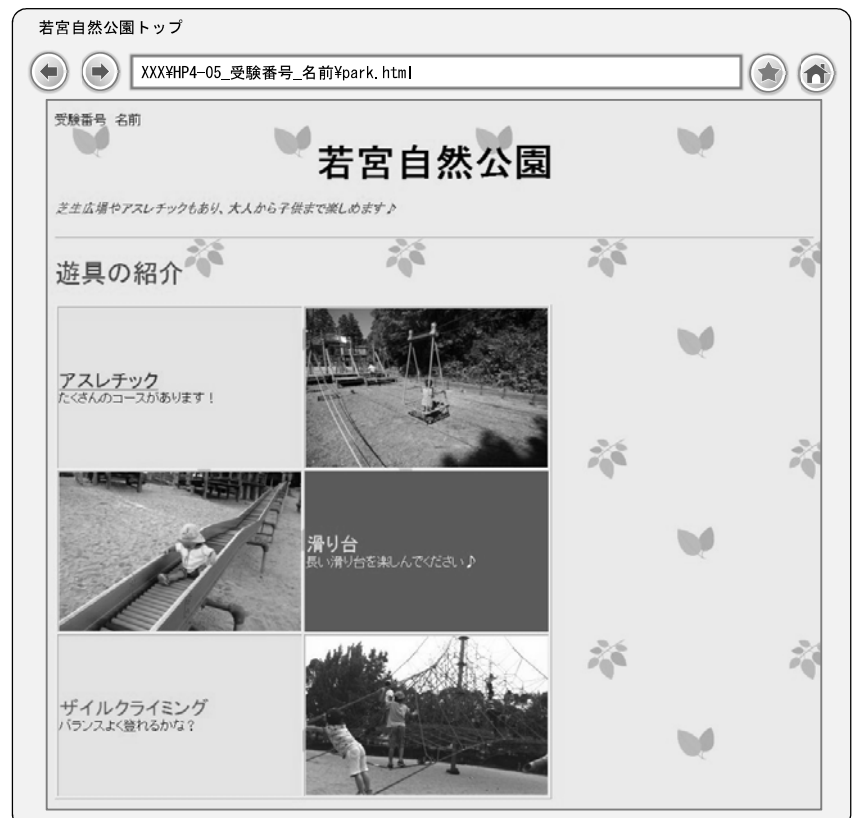 若宮自然公園トップ
XXX¥HP4-05_受験番号_名前¥park.html
受験番号 名前
若宮自然公園
芝生広場やアスレチックもあり、大人から子供まで楽しめます♪
遊具の紹介
アスレチック
たくさんのコースがあります！
滑り台
長い滑り台を楽しんでください♪
ザイルクライミング
バランスよく登れるかな？